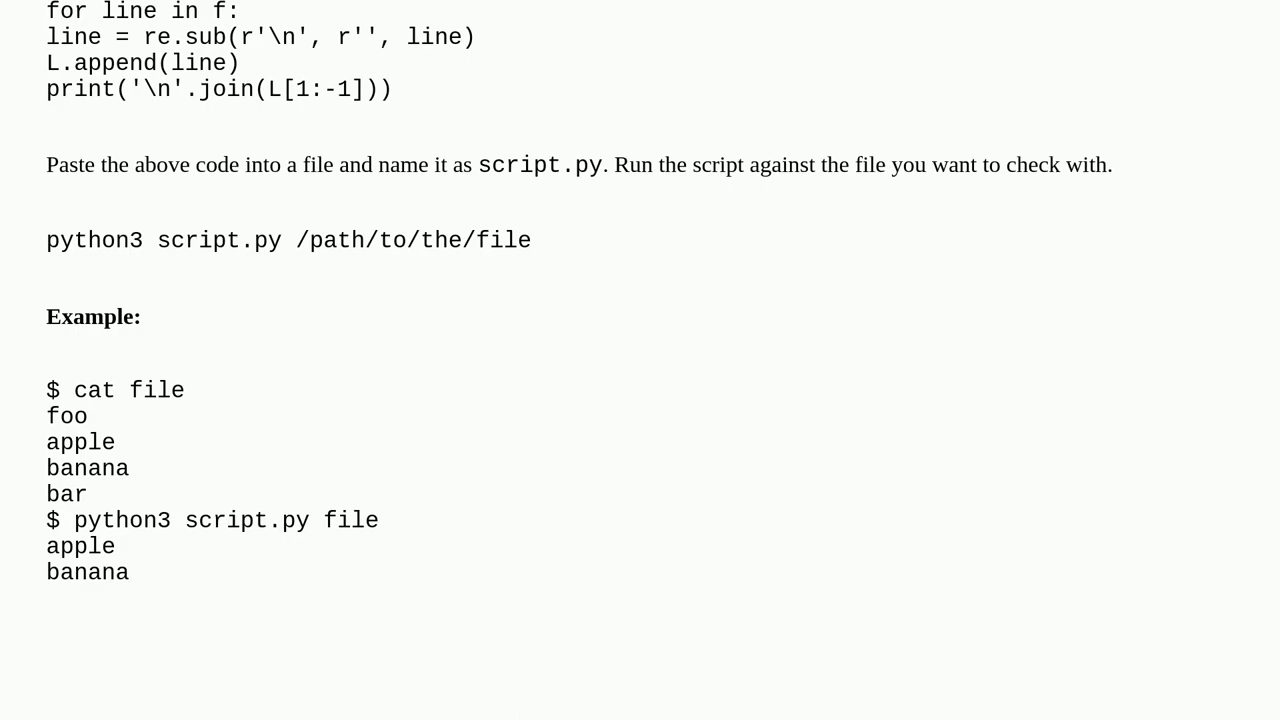 for line in f:
line = re.sub(r'\n', r'', line)
L.append(line)
print('\n'.join(L[1:-1]))
Paste the above code into a file and name it as script.py. Run the script against the file you want to check with.
python3 script.py /path/to/the/file
Example:
$ cat file
foo
apple
banana
bar
$ python3 script.py file
apple
banana